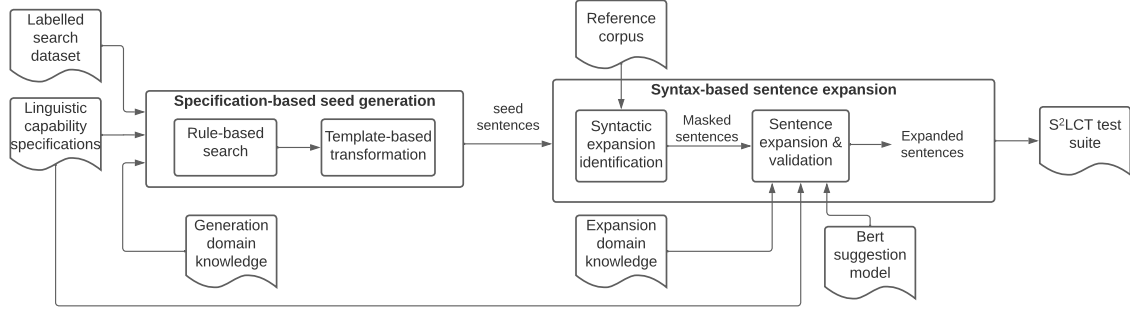 Labelled
search
dataset
Linguistic
capability
specifications
Specification-based seed generation
Rule-based
search
Template-based
transformation
Generation
domain
knowledge
seed
sentences
Reference
corpus
Syntax-based sentence expansion
Syntactic
expansion
identification
Masked
sentences
Sentence
expansion &
validation
Expanded
sentences
Expansion
domain
knowledge
Bert
suggestion
model
S²LCT test
suite